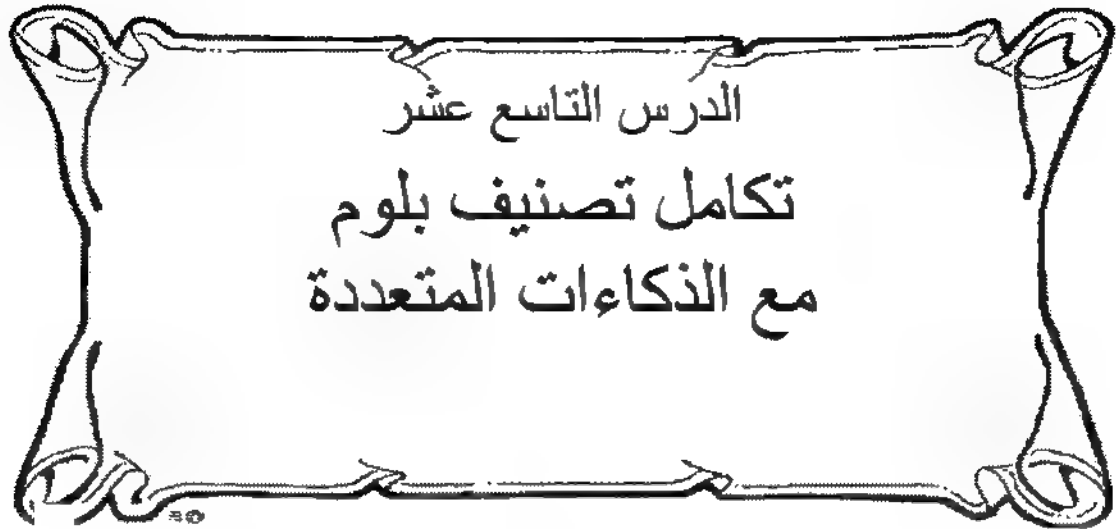 الدرس التاسع عشر
تكامل تصنيف بلوم
مع الذكاءات المتعددة